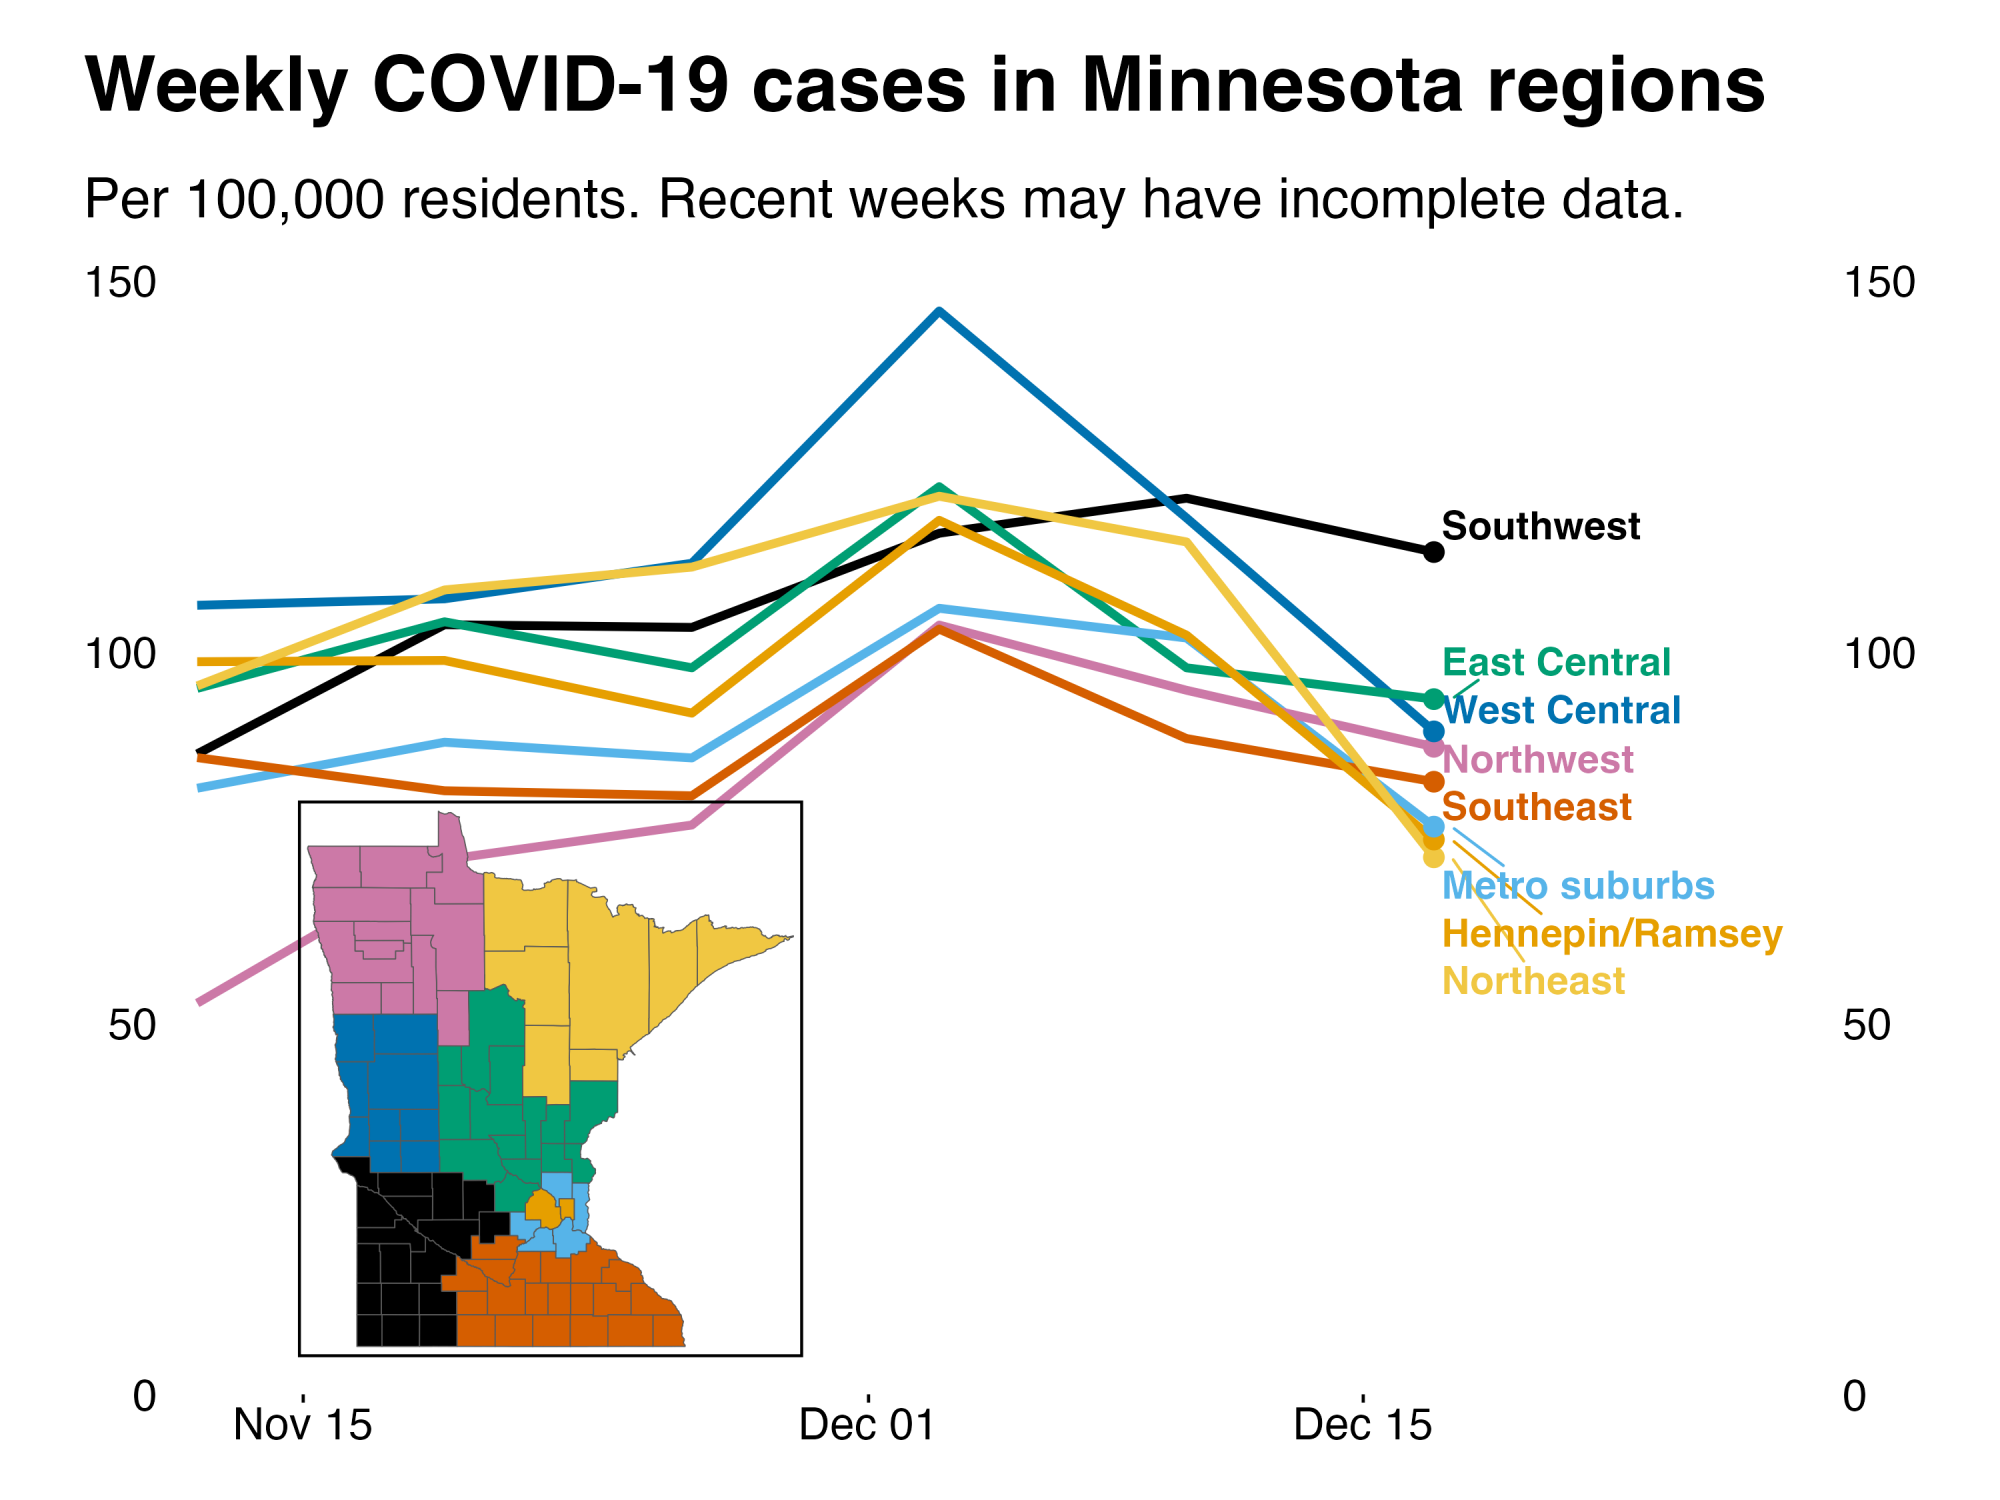 Weekly COVID-19 cases in Minnesota regions
Per 100,000 residents. Recent weeks may have incomplete data.
150
150
Southwest
100
100
East Central
West Central
Northwest
Southeast
Metro suburbs
Hennepin/Ramsey
Northeast
50
50
0
0
Nov 15
Dec 01
Dec 15